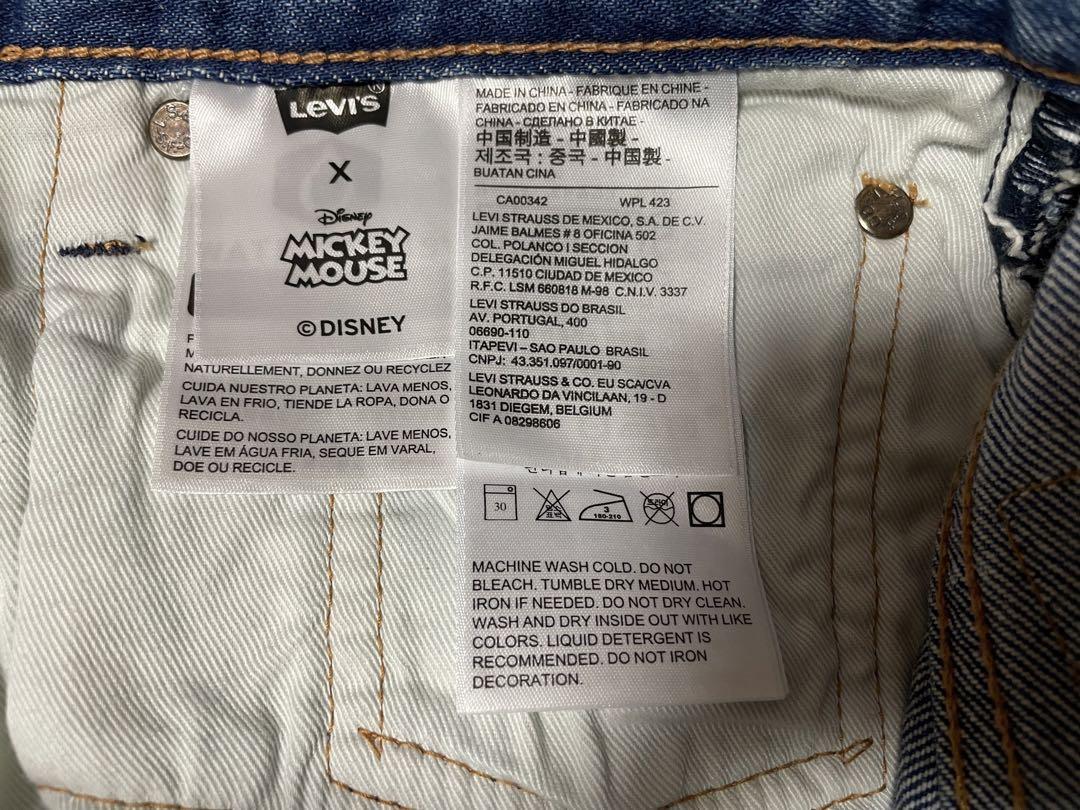 Levi's®
X
Disney
MICKEY
MOUSE
©DISNEY
NATURELLEMENT, DONNEZ OU RECYCLEZ
CUIDA NUESTRO PLANETA: LAVA MENOS,
LAVA EN FRIO, TIENDE LA ROPA, DONA O
RECICLA.
CUIDE DO NOSSO PLANETA: LAVE MENOS,
LAVE EM ÁGUA FRIA, SEQUE EM VARAL,
DOE OU RECICLE.
MADE IN CHINA - FABRIQUE EN CHINE -
FABRICADO EN CHINA - FABRICADO NA
CHINA - СДЕЛАНО В КИТАЕ -
中国制造 - 中國製 -
제조국 : 중국 - 中国製 -
BUATAN CINA
CA00342 WPL 423
LEVI STRAUSS DE MEXICO, S.A. DE C.V.
JAIME BALMES # 8 OFICINA 502
COL. POLANCO I SECCION
DELEGACIÓN MIGUEL HIDALGO
C.P. 11510 CIUDAD DE MEXICO
R.F.C. LSM 660818 M-98 C.N.I.V. 3337
LEVI STRAUSS DO BRASIL
AV. PORTUGAL, 400
06690-110
ITAPEVI – SAO PAULO BRASIL
CNPJ: 43.351.097/0001-90
LEVI STRAUSS & CO. EU SCA/CVA
LEONARDO DA VINCILAAN, 19 - D
1831 DIEGEM, BELGIUM
CIF A 08298606
30 3
180-210
MACHINE WASH COLD. DO NOT
BLEACH. TUMBLE DRY MEDIUM. HOT
IRON IF NEEDED. DO NOT DRY CLEAN.
WASH AND DRY INSIDE OUT WITH LIKE
COLORS. LIQUID DETERGENT IS
RECOMMENDED. DO NOT IRON
DECORATION.